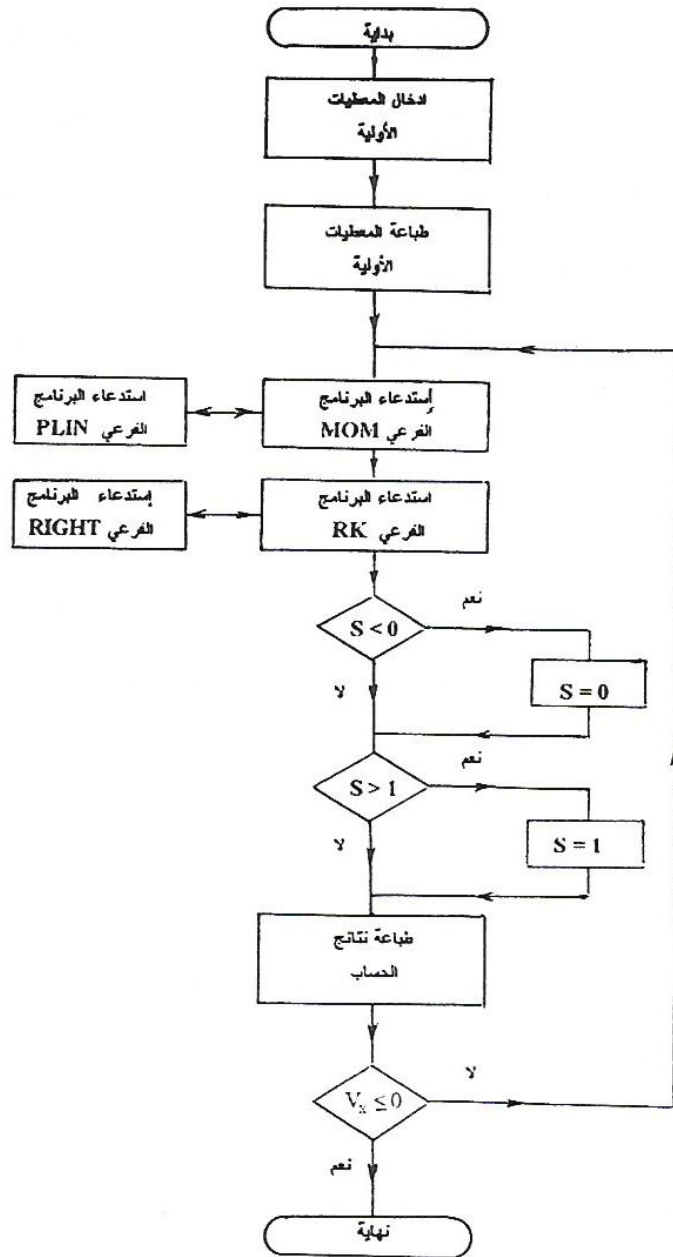 بداية
ادخال المعطيات
الأولية
طباعة المعطيات
الأولية
إستدعاء البرنامج
الفرعي MOM
استدعاء البرنامج
الفرعي PLIN
استدعاء البرنامج
الفرعي RK
إستدعاء البرنامج
الفرعي RIGHT
S < 0
نعم
S = 0
لا
S > 1
نعم
S = 1
لا
طباعة نتائج
الحساب
Vx ≤ 0
لا
نعم
نهاية